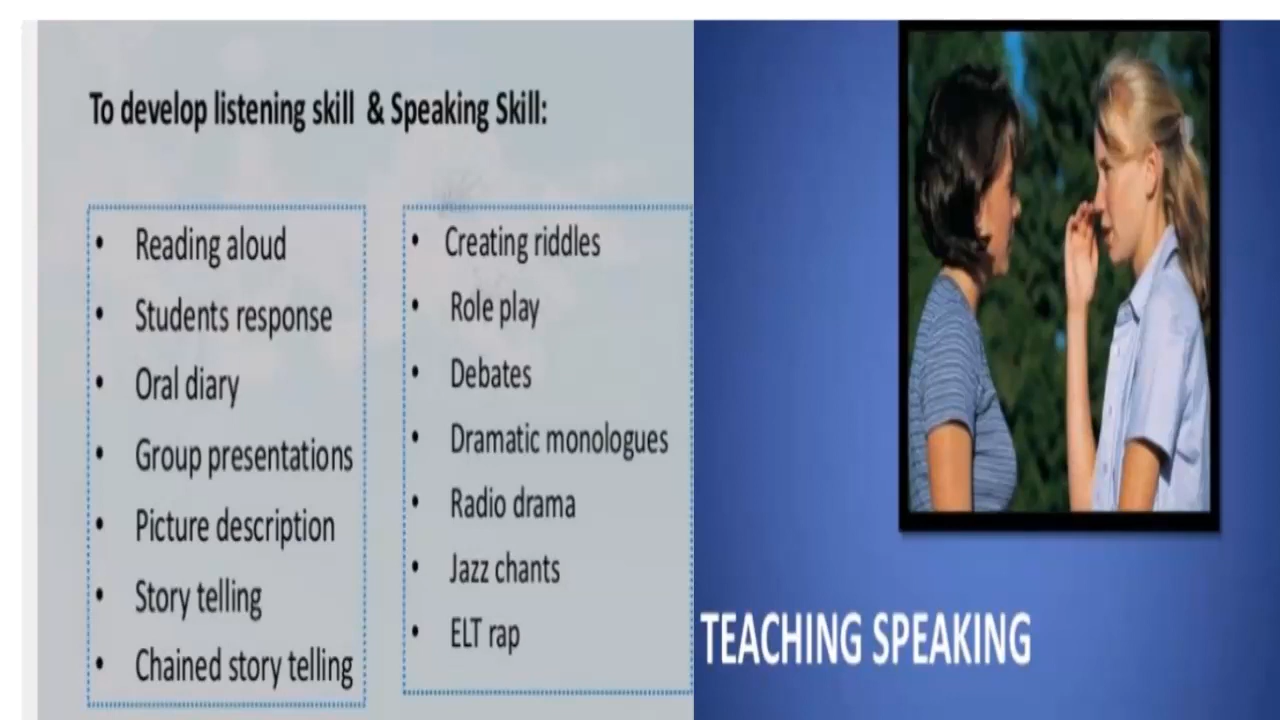 To develop listening skill & Speaking Skill:
• Reading aloud
• Students response
• Oral diary
• Group presentations
• Picture description
• Story telling
• Chained story telling
• Creating riddles
• Role play
• Debates
• Dramatic monologues
• Radio drama
• Jazz chants
• ELT rap
TEACHING SPEAKING